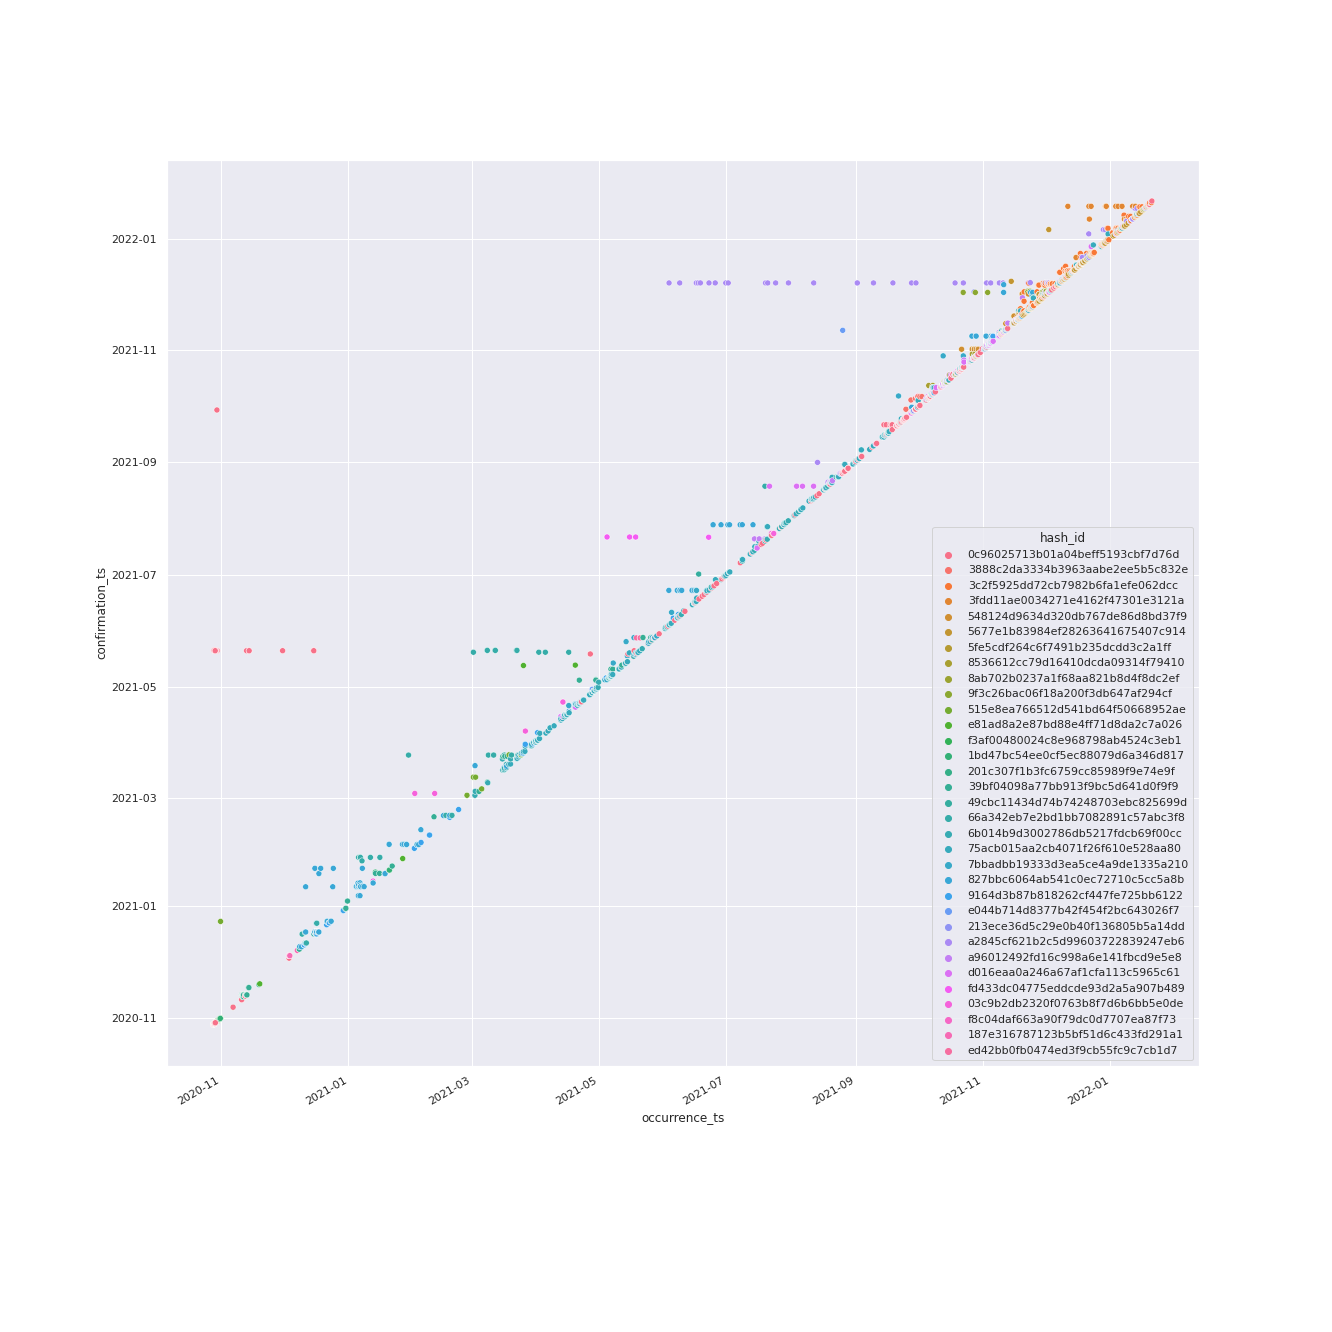 2022-01
2021-11
2021-09
2021-07
2021-05
2021-03
2021-01
2020-11
confirmation_ts
hash_id
0c96025713b01a04beff5193cbf7d76d
3888c2da3334b3963aabe2ee5b5c832e
3c2f5925dd72cb7982b6fa1efe062dcc
3fdd11ae0034271e4162f47301e3121a
548124d9634d320db767de86d8bd37f9
5677e1b83984ef28263641675407c914
5fe5cdf264c6f7491b235dcdd3c2a1ff
8536612cc79d16410dcda09314f79410
8ab702b0237a1f68aa821b8d4f8dc2ef
9f3c26bac06f18a200f3db647af294cf
515e8ea766512d541bd64f50668952ae
e81ad8a2e87bd88e4ff71d8da2c7a026
f3af00480024c8e968798ab4524c3eb1
1bd47bc54ee0cf5ec88079d6a346d817
201c307f1b3fc6759cc85989f9e74e9f
39bf04098a77bb913f9bc5d641d0f9f9
49cbc11434d74b74248703ebc825699d
66a342eb7e2bd1bb7082891c57abc3f8
6b014b9d3002786db5217fdcb69f00cc
75acb015aa2cb4071f26f610e528aa80
7bbadbb19333d3ea5ce4a9de1335a210
827bbc6064ab541c0ec72710c5cc5a8b
9164d3b87b818262cf447fe725bb6122
e044b714d8377b42f454f2bc643026f7
213ece36d5c29e0b40f136805b5a14dd
a2845cf621b2c5d99603722839247eb6
a96012492fd16c998a6e141fbcd9e5e8
d016eaa0a246a67af1cfa113c5965c61
fd433dc04775eddcde93d2a5a907b489
03c9b2db2320f0763b8f7d6b6bb5e0de
f8c04daf663a90f79dc0d7707ea87f73
187e316787123b5bf51d6c433fd291a1
ed42bb0fb0474ed3f9cb55fc9c7cb1d7
2020-11
2021-01
2021-03
2021-05
2021-07
2021-09
2021-11
2022-01
occurrence_ts